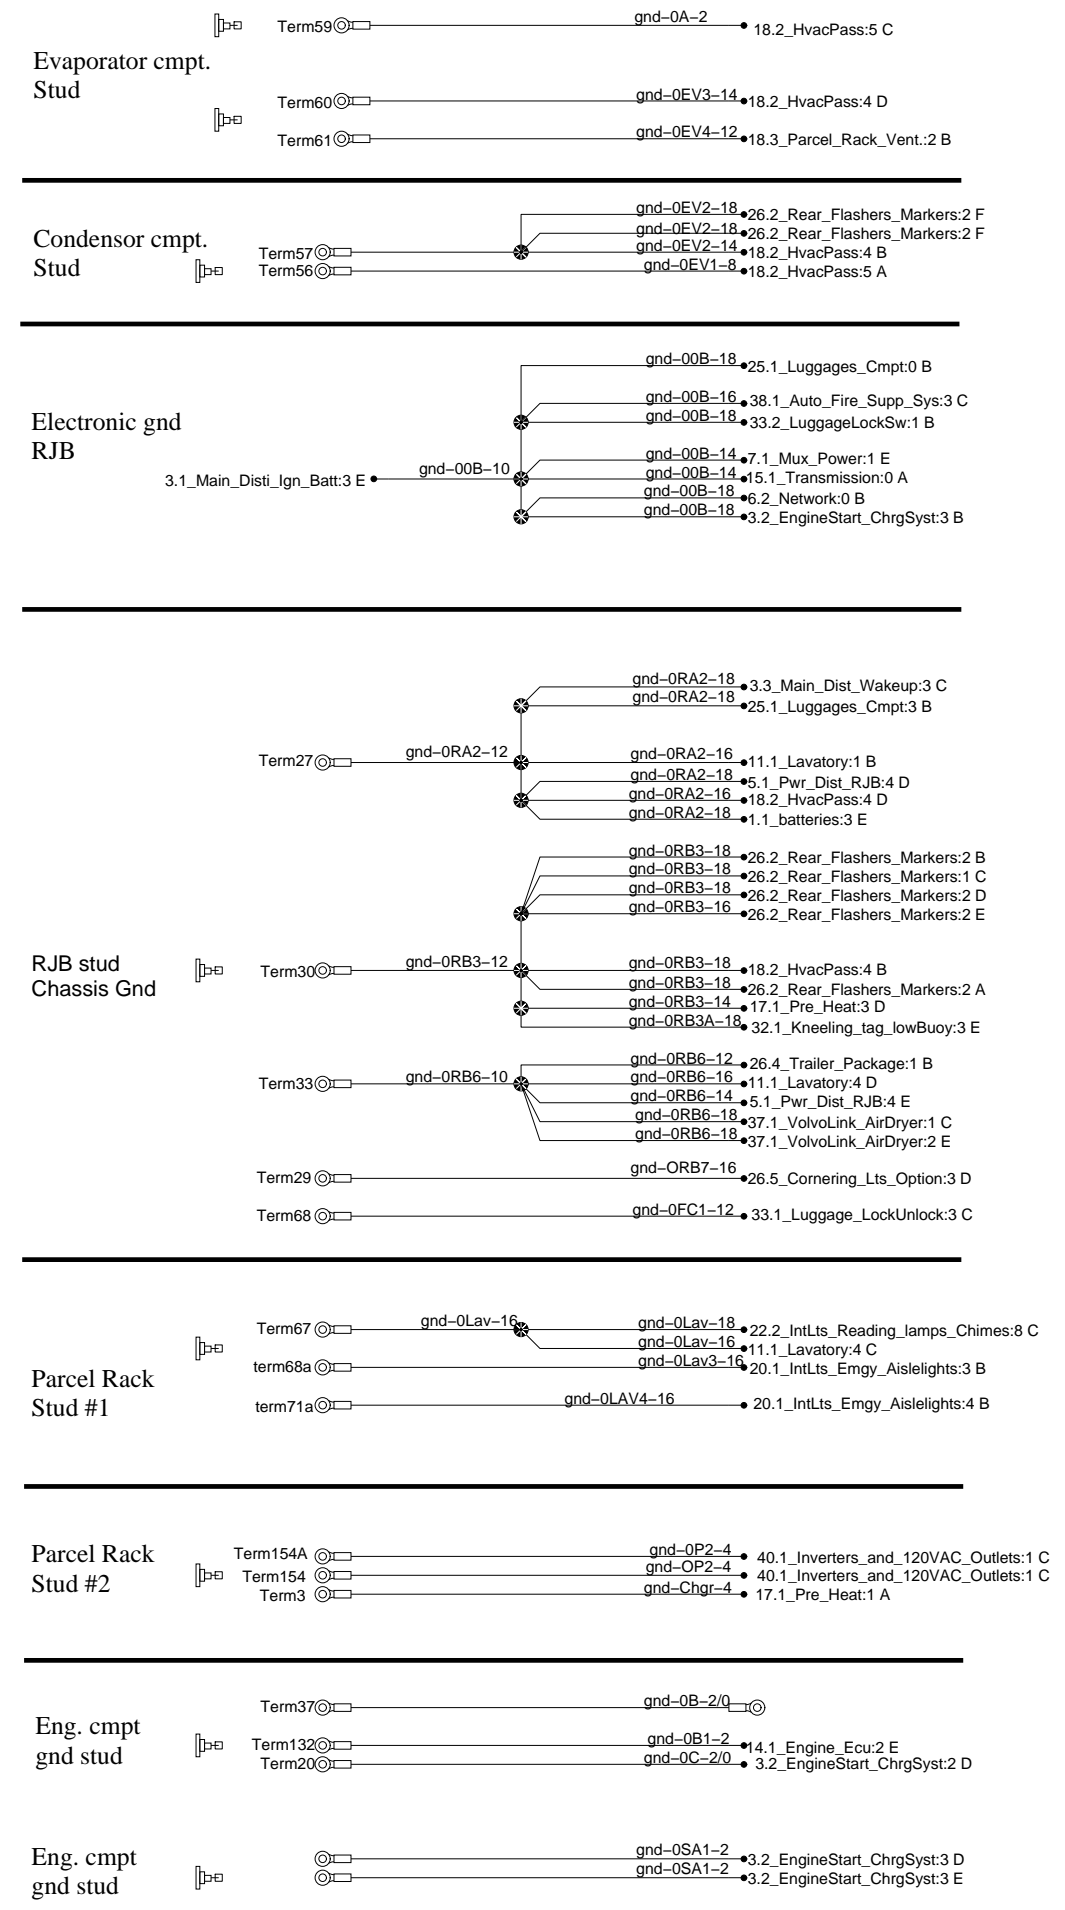 gnd-0A-2
Term59
18.2_HvacPass:5 C
Evaporator cmpt.
Stud
gnd-0EV3-14
Term60
18.2_HvacPass:4 D
gnd-0EV4-12
Term61
18.3_Parcel_Rack_Vent.:2 B
gnd-0EV2-18
26.2_Rear_Flashers_Markers:2 F
gnd-0EV2-18
26.2_Rear_Flashers_Markers:2 F
Condensor cmpt.
Stud
Term57
gnd-0EV2-14
18.2_HvacPass:4 B
Term56
gnd-0EV1-8
18.2_HvacPass:5 A
gnd-00B-18
25.1_Luggages_Cmpt:0 B
gnd-00B-16
38.1_Auto_Fire_Supp_Sys:3 C
gnd-00B-18
33.2_LuggageLockSw:1 B
Electronic gnd
RJB
gnd-00B-14
7.1_Mux_Power:1 E
3.1_Main_Disti_Ign_Batt:3 E
gnd-00B-10
gnd-00B-14
15.1_Transmission:0 A
gnd-00B-18
6.2_Network:0 B
gnd-00B-18
3.2_EngineStart_ChrgSyst:3 B
gnd-0RA2-18
3.3_Main_Dist_Wakeup:3 C
gnd-0RA2-18
25.1_Luggages_Cmpt:3 B
Term27
gnd-0RA2-12
gnd-0RA2-16
11.1_Lavatory:1 B
gnd-0RA2-18
5.1_Pwr_Dist_RJB:4 D
gnd-0RA2-16
18.2_HvacPass:4 D
gnd-0RA2-18
1.1_batteries:3 E
gnd-0RB3-18
26.2_Rear_Flashers_Markers:2 B
gnd-0RB3-18
26.2_Rear_Flashers_Markers:1 C
gnd-0RB3-18
26.2_Rear_Flashers_Markers:2 D
gnd-0RB3-16
26.2_Rear_Flashers_Markers:2 E
RJB stud
Chassis Gnd
Term30
gnd-0RB3-12
gnd-0RB3-18
18.2_HvacPass:4 B
gnd-0RB3-18
26.2_Rear_Flashers_Markers:2 A
gnd-0RB3-14
17.1_Pre_Heat:3 D
gnd-0RB3A-18
32.1_Kneeling_tag_lowBuoy:3 E
gnd-0RB6-12
26.4_Trailer_Package:1 B
Term33
gnd-0RB6-10
gnd-0RB6-16
11.1_Lavatory:4 D
gnd-0RB6-14
5.1_Pwr_Dist_RJB:4 E
gnd-0RB6-18
37.1_VolvoLink_AirDryer:1 C
gnd-0RB6-18
37.1_VolvoLink_AirDryer:2 E
Term29
gnd-ORB7-16
26.5_Cornering_Lts_Option:3 D
Term68
gnd-0FC1-12
33.1_Luggage_LockUnlock:3 C
Term67
gnd-0Lav-16
gnd-0Lav-18
22.2_IntLts_Reading_lamps_Chimes:8 C
gnd-0Lav-16
11.1_Lavatory:4 C
term68a
gnd-0Lav3-16
20.1_IntLts_Emgy_Aislelights:3 B
Parcel Rack
Stud #1
term71a
gnd-0LAV4-16
20.1_IntLts_Emgy_Aislelights:4 B
Parcel Rack
Stud #2
Term154A
gnd-0P2-4
40.1_Inverters_and_120VAC_Outlets:1 C
Term154
gnd-OP2-4
40.1_Inverters_and_120VAC_Outlets:1 C
Term3
gnd-Chgr-4
17.1_Pre_Heat:1 A
Term37
gnd-0B-2/0
Eng. cmpt
gnd stud
Term132
gnd-0B1-2
14.1_Engine_Ecu:2 E
Term20
gnd-0C-2/0
3.2_EngineStart_ChrgSyst:2 D
Eng. cmpt
gnd stud
gnd-0SA1-2
3.2_EngineStart_ChrgSyst:3 D
gnd-0SA1-2
3.2_EngineStart_ChrgSyst:3 E